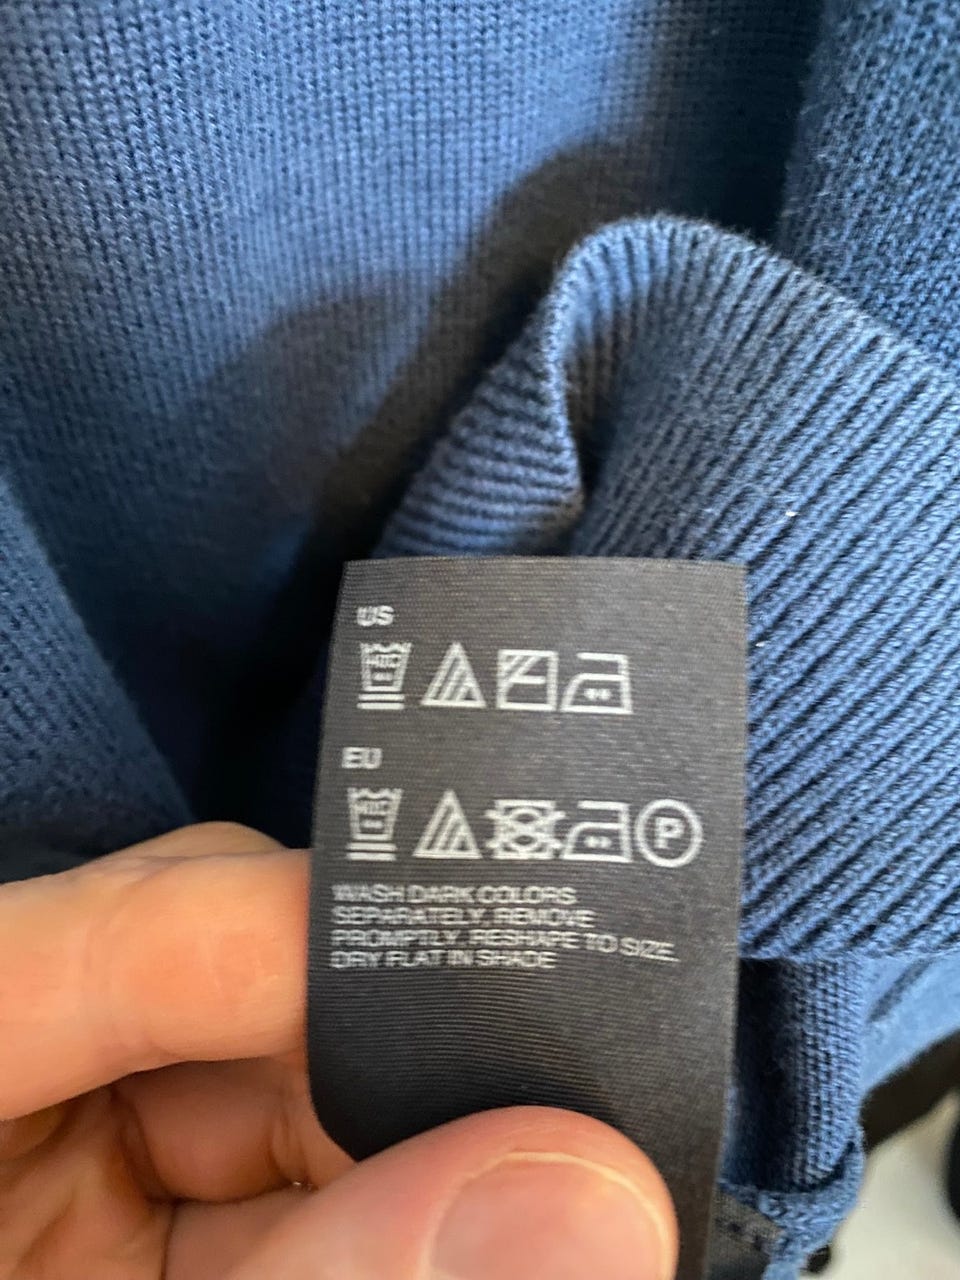 US
EU
P
WASH DARK COLORS
SEPARATELY. REMOVE
PROMPTLY. RESHAPE TO SIZE.
DRY FLAT IN SHADE